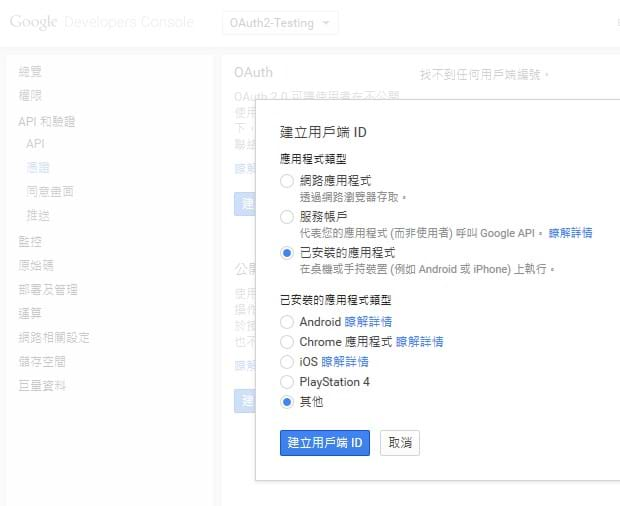 Google Developers Console
OAuth2-Testing
總覽
權限
API 和驗證
API
憑證
同意畫面
推送
監控
原始碼
部署及管理
運算
網路相關設定
儲存空間
巨量資料
OAuth
找不到任何用戶端編號。
OAuth 2.0 可讓使用者在不公開
使用
下，
聯絡
瞭解
建
公開
使用
操作
於授
也不
瞭解
建
建立用戶端 ID
應用程式類型
網路應用程式
透過網路瀏覽器存取。
服務帳戶
代表您的應用程式 (而非使用者) 呼叫 Google API。 瞭解詳情
已安裝的應用程式
在桌機或手持裝置 (例如 Android 或 iPhone) 上執行。
已安裝的應用程式類型
Android 瞭解詳情
Chrome 應用程式 瞭解詳情
iOS 瞭解詳情
PlayStation 4
其他
建立用戶端 ID
取消